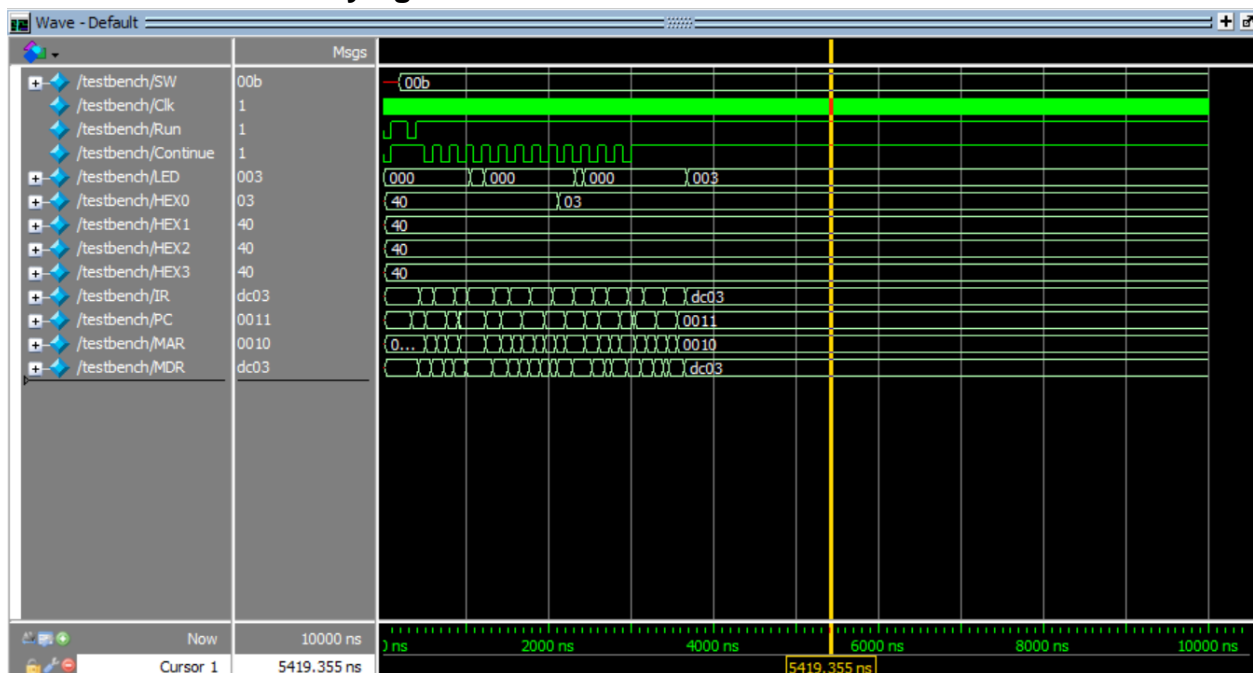 Wave - Default
Msgs
/testbench/SW 00b 00b
/testbench/Clk 1
/testbench/Run 1
/testbench/Continue 1
/testbench/LED 003 000 000 000 003
/testbench/HEX0 03 40 03
/testbench/HEX1 40 40
/testbench/HEX2 40 40
/testbench/HEX3 40 40
/testbench/IR dc03 dc03
/testbench/PC 0011 0011
/testbench/MAR 0010 0... 0010
/testbench/MDR dc03 dc03
Now 10000 ns ns 2000 ns 4000 ns 6000 ns 8000 ns 10000 ns
Cursor 1 5419.355 ns 5419.355 ns